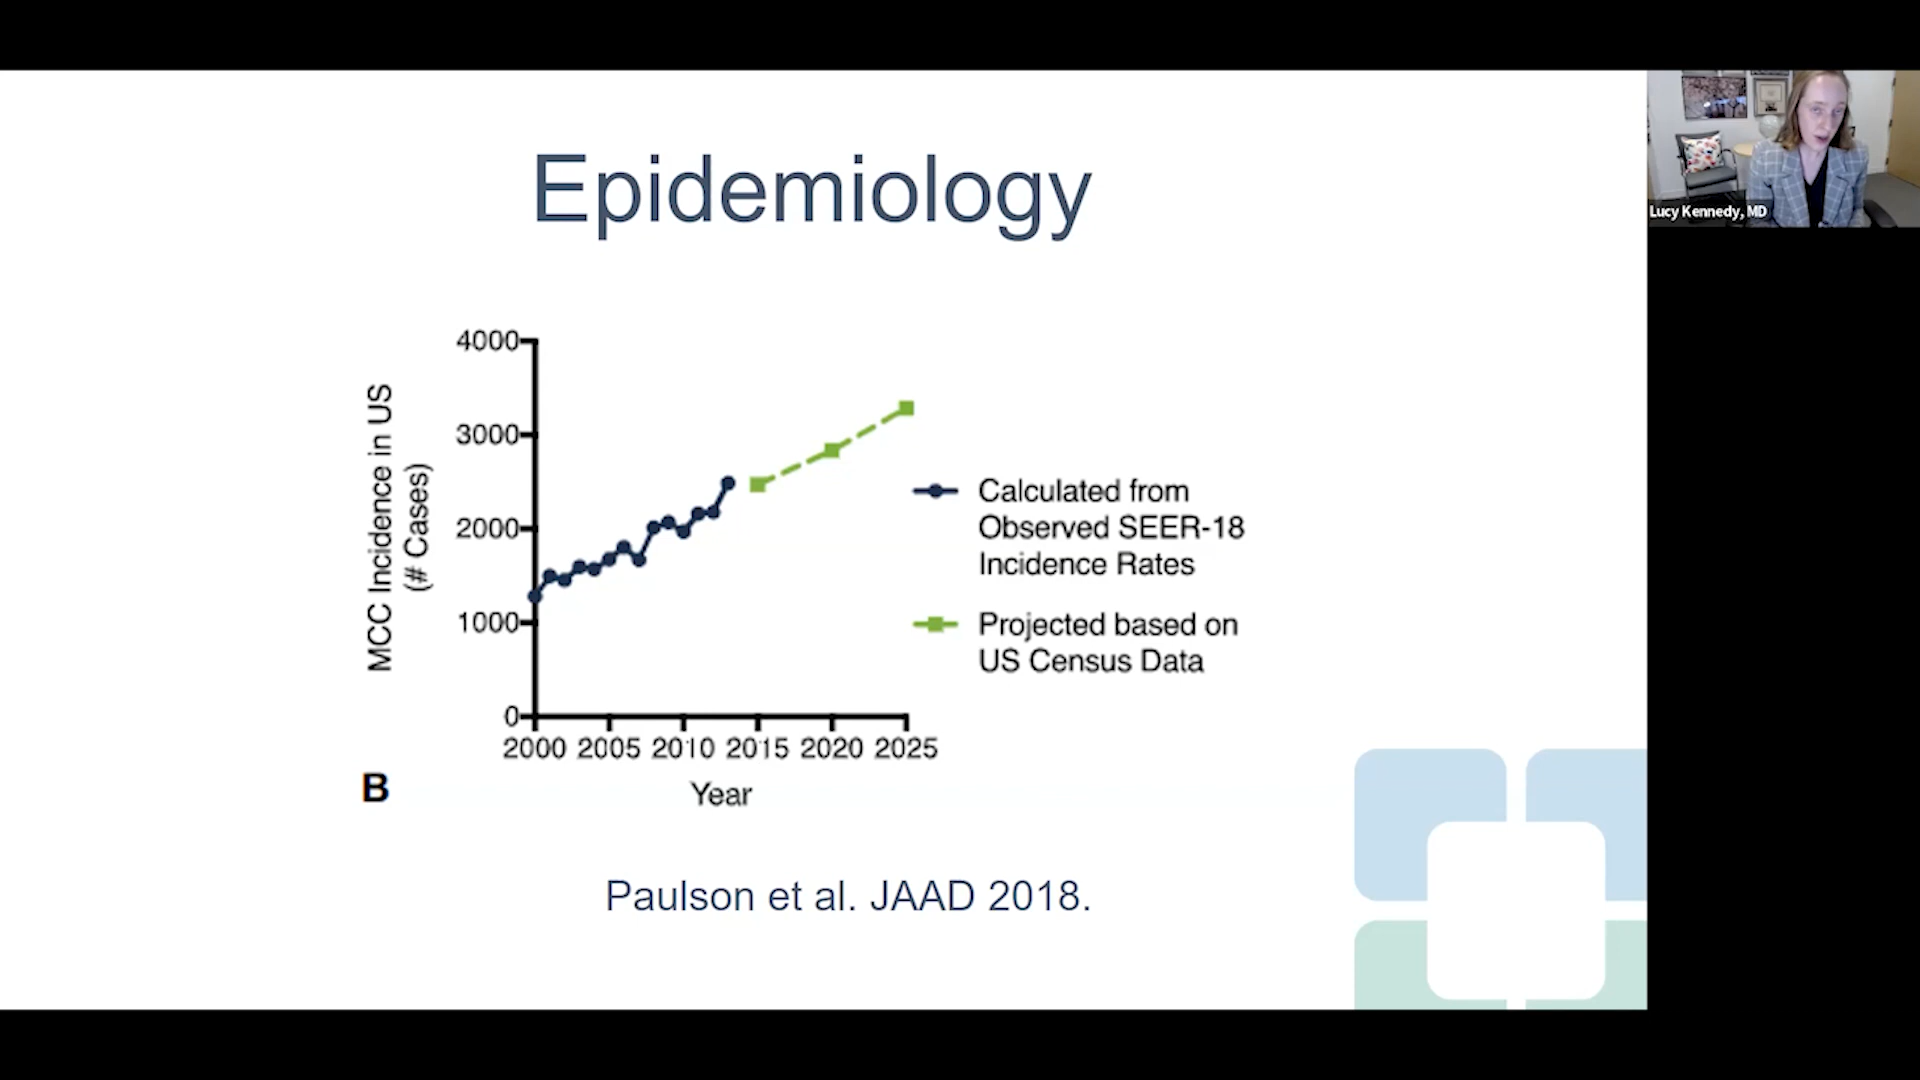 Epidemiology
Lucy Kennedy, MD
4000
3000
2000
1000
0
MCC Incidence in US
(# Cases)
2000 2005 2010 2015 2020 2025
Year
Calculated from
Observed SEER-18
Incidence Rates
Projected based on
US Census Data
B
Paulson et al. JAAD 2018.